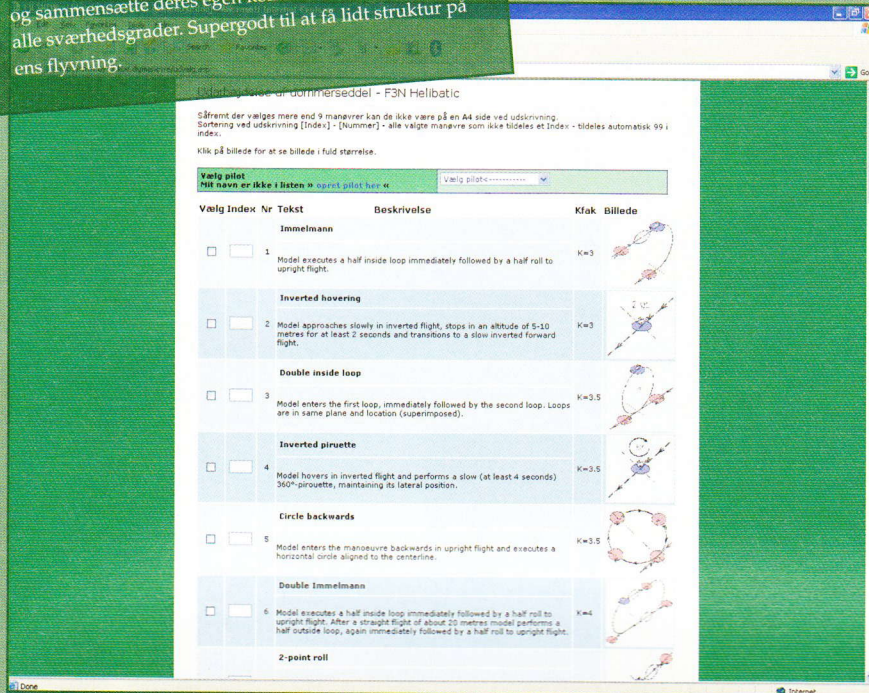 og sammensætte deres egen
alle sværhedsgrader. Supergodt til at få lidt struktur på
ens flyvning.
Search
Go
Udarbejdelse af dommerseddel - F3N Helibatic
Såfremt der vælges mere end 9 manøvrer kan de ikke være på en A4 side ved udskrivning.
Sortering ved udskrivning [Index] - [Nummer] - alle valgte manøvre som ikke tildeles et Index - tildeles automatisk 99 i
index.
Klik på billede for at se billede i fuld størrelse.
Vælg pilot
Mit navn er ikke i listen » opret pilot her «
Vælg pilot<-----------
Vælg Index Nr Tekst Beskrivelse Kfak Billede
Immelmann
1 Model executes a half inside loop immediately followed by a half roll to K=3
upright flight.
Inverted hovering
2 Model approaches slowly in inverted flight, stops in an altitude of 5-10 K=3
metres for at least 2 seconds and transitions to a slow inverted forward
flight.
Double inside loop
3 Model enters the first loop, immediately followed by the second loop. Loops K=3.5
are in same plane and location (superimposed).
Inverted piruette
4 Model hovers in inverted flight and performs a slow (at least 4 seconds) K=3.5
360°-pirouette, maintaining its lateral position.
Circle backwards
5 Model enters the manoeuvre backwards in upright flight and executes a K=3.5
horizontal circle aligned to the centerline.
Double Immelmann
6 Model executes a half inside loop immediately followed by a half roll to K=4
upright flight. After a straight flight of about 20 metres model performs a
half outside loop, again immediately followed by a half roll to upright flight.
2-point roll
Done
Internet